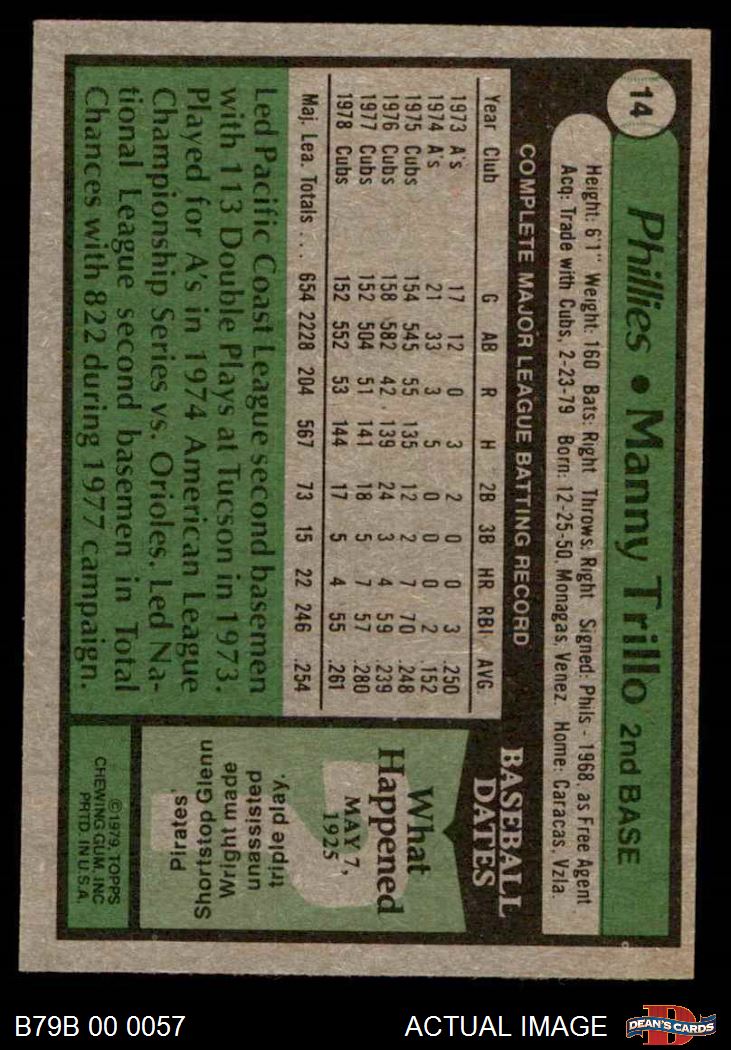 14
Phillies • Manny Trillo 2nd BASE
Height: 6'1" Weight: 160 Bats: Right Throws: Right Signed: Phils - 1968, as Free Agent
Acq: Trade with Cubs, 2-23-79 Born: 12-25-50, Monagas, Venez. Home: Caracas, Vzla.
COMPLETE MAJOR LEAGUE BATTING RECORD
Year Club G AB R H 2B 3B HR RBI AVG
1973 A's 17 12 0 3 2 0 0 3 .250
1974 A's 21 33 3 5 0 0 0 2 .152
1975 Cubs 154 545 55 135 12 2 7 70 .248
1976 Cubs 158 582 42 139 24 3 4 59 .239
1977 Cubs 152 504 51 141 18 5 7 57 .280
1978 Cubs 152 552 53 144 17 5 4 55 .261
Maj. Lea. Totals . . . 654 2228 204 567 73 15 22 246 .254
Led Pacific Coast League second basemen
with 113 Double Plays at Tucson in 1973.
Played for A's in 1974 American League
Championship Series vs. Orioles. Led Na-
tional League second basemen in Total
Chances with 822 during 1977 campaign.
BASEBALL
DATES
What
Happened
MAY 7,
1925
Pirates'
Shortstop Glenn
Wright made
unassisted
triple play.
©1979, TOPPS
CHEWING GUM, INC
PRTD. IN U.S.A.
B79B 00 0057
ACTUAL IMAGE
DEAN'S CARDS